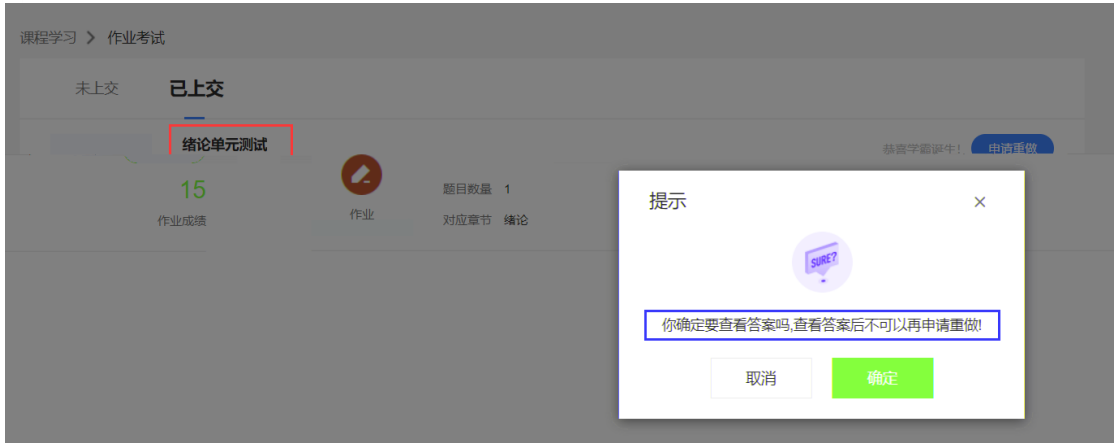 课程学习 > 作业考试
未上交 已上交
绪论单元测试
恭喜学霸诞生! 申请重做
15
作业成绩
作业
题目数量 1
对应章节 绪论
提示 ×
SURE?
你确定要查看答案吗,查看答案后不可以再申请重做!
取消 确定